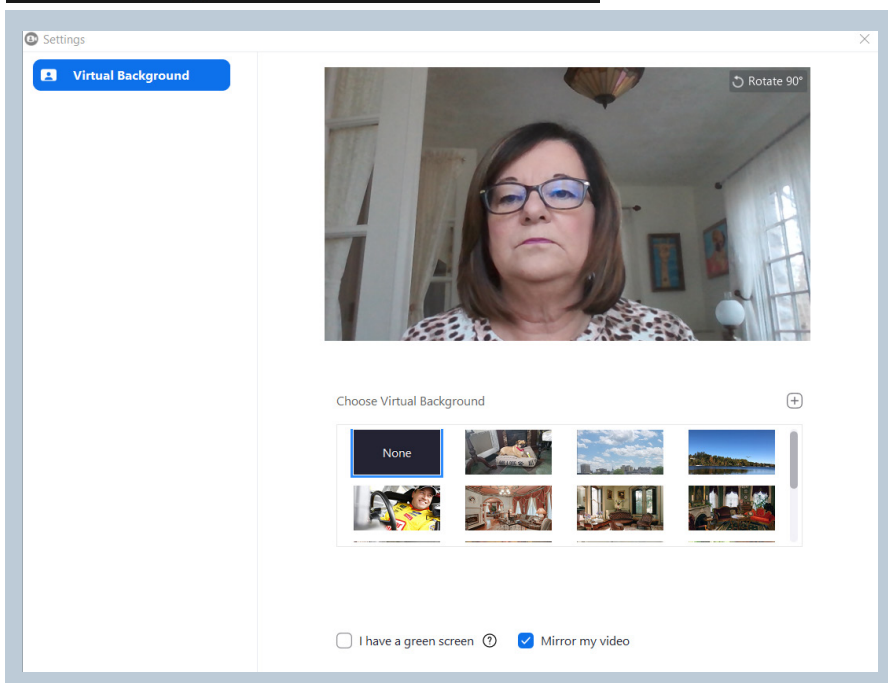 Settings
Virtual Background
Rotate 90°
Choose Virtual Background
None
I have a green screen
Mirror my video